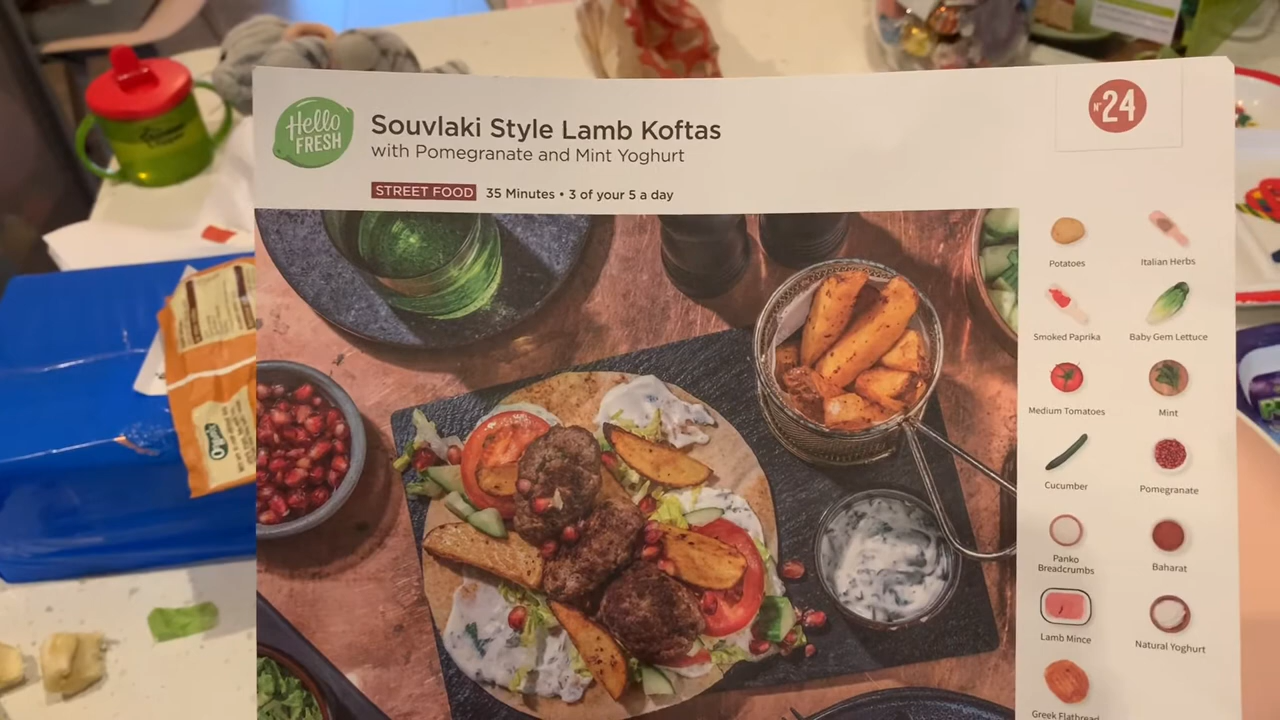 Hello
FRESH
Souvlaki Style Lamb Koftas
with Pomegranate and Mint Yoghurt
STREET FOOD 35 Minutes • 3 of your 5 a day
N° 24
Potatoes
Italian Herbs
Smoked Paprika
Baby Gem Lettuce
Medium Tomatoes
Mint
Cucumber
Pomegranate
Panko
Breadcrumbs
Baharat
Lamb Mince
Natural Yoghurt
Greek Flatbread